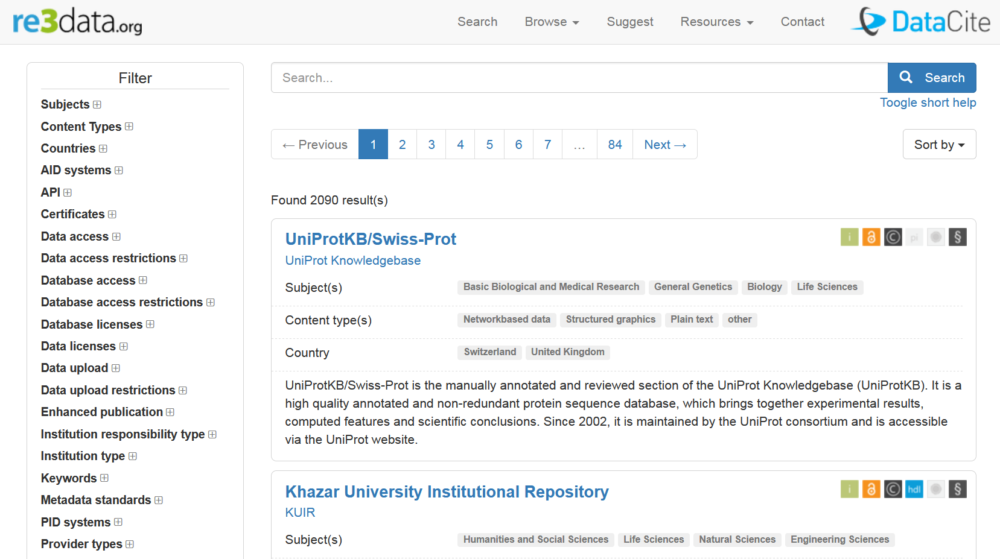 re3data.org
Search Browse Suggest Resources Contact
DataCite
Filter
Subjects
Content Types
Countries
AID systems
API
Certificates
Data access
Data access restrictions
Database access
Database access restrictions
Database licenses
Data licenses
Data upload
Data upload restrictions
Enhanced publication
Institution responsibility type
Institution type
Keywords
Metadata standards
PID systems
Provider types
Search... Search
Toogle short help
← Previous 1 2 3 4 5 6 7 … 84 Next →
Sort by
Found 2090 result(s)
UniProtKB/Swiss-Prot
i © pi §
UniProt Knowledgebase
Subject(s) Basic Biological and Medical Research General Genetics Biology Life Sciences
Content type(s) Networkbased data Structured graphics Plain text other
Country Switzerland United Kingdom
UniProtKB/Swiss-Prot is the manually annotated and reviewed section of the UniProt Knowledgebase (UniProtKB). It is a
high quality annotated and non-redundant protein sequence database, which brings together experimental results,
computed features and scientific conclusions. Since 2002, it is maintained by the UniProt consortium and is accessible
via the UniProt website.
Khazar University Institutional Repository
i © hdl §
KUIR
Subject(s) Humanities and Social Sciences Life Sciences Natural Sciences Engineering Sciences